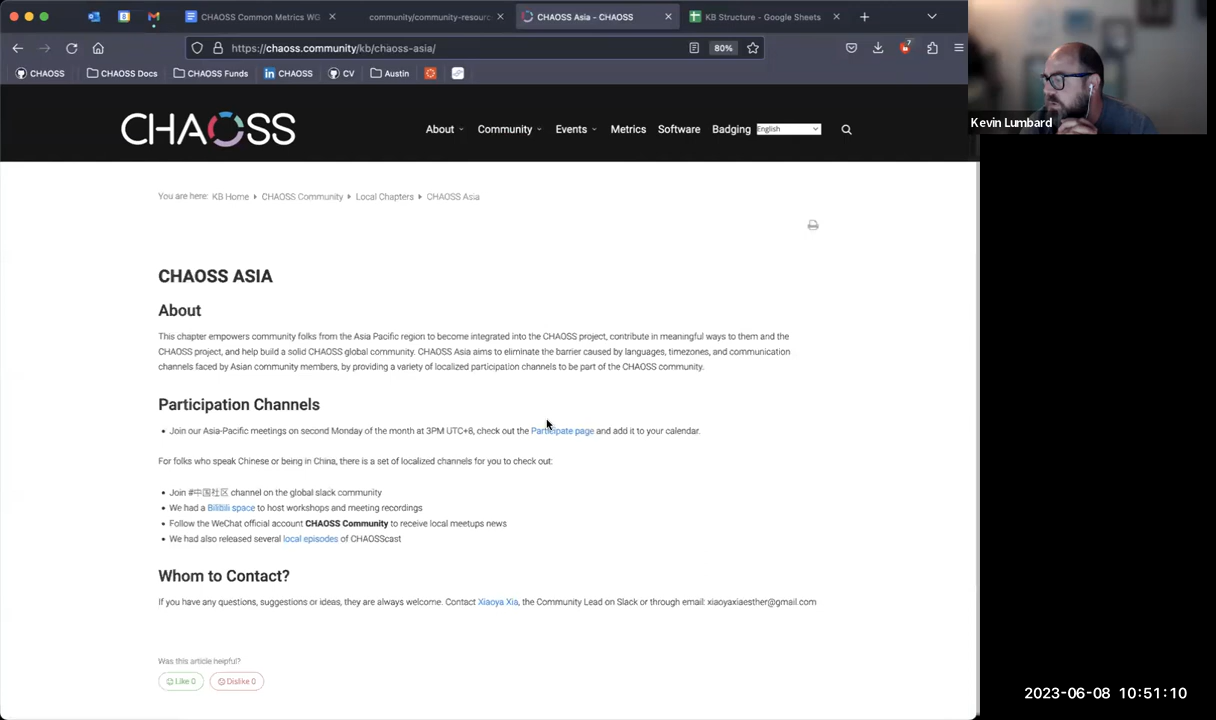 CHAOSS Common Metrics WG
community/community-resourc
CHAOSS Asia - CHAOSS
KB Structure - Google Sheets
https://chaoss.community/kb/chaoss-asia/
80%
7
CHAOSS
CHAOSS Docs
CHAOSS Funds
CHAOSS
CV
Austin
Kevin Lumbard
CHAOSS
About
Community
Events
Metrics
Software
Badging
English
You are here: KB Home CHAOSS Community Local Chapters CHAOSS Asia
CHAOSS ASIA
About
This chapter empowers community folks from the Asia Pacific region to become integrated into the CHAOSS project, contribute in meaningful ways to them and the
CHAOSS project, and help build a solid CHAOSS global community. CHAOSS Asia aims to eliminate the barrier caused by languages, timezones, and communication
channels faced by Asian community members, by providing a variety of localized participation channels to be part of the CHAOSS community.
Participation Channels
• Join our Asia-Pacific meetings on second Monday of the month at 3PM UTC+8, check out the Participate page and add it to your calendar.
For folks who speak Chinese or being in China, there is a set of localized channels for you to check out:
• Join #中国社区 channel on the global slack community
• We had a Bilibili space to host workshops and meeting recordings
• Follow the WeChat official account CHAOSS Community to receive local meetups news
• We had also released several local episodes of CHAOSScast
Whom to Contact?
If you have any questions, suggestions or ideas, they are always welcome. Contact Xiaoya Xia, the Community Lead on Slack or through email: xiaoyaxiaesther@gmail.com
Was this article helpful?
Like 0
Dislike 0
2023-06-08 10:51:10